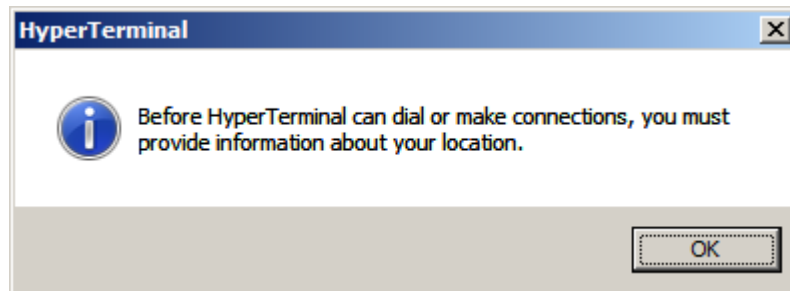 HyperTerminal
Before HyperTerminal can dial or make connections, you must
provide information about your location.
OK